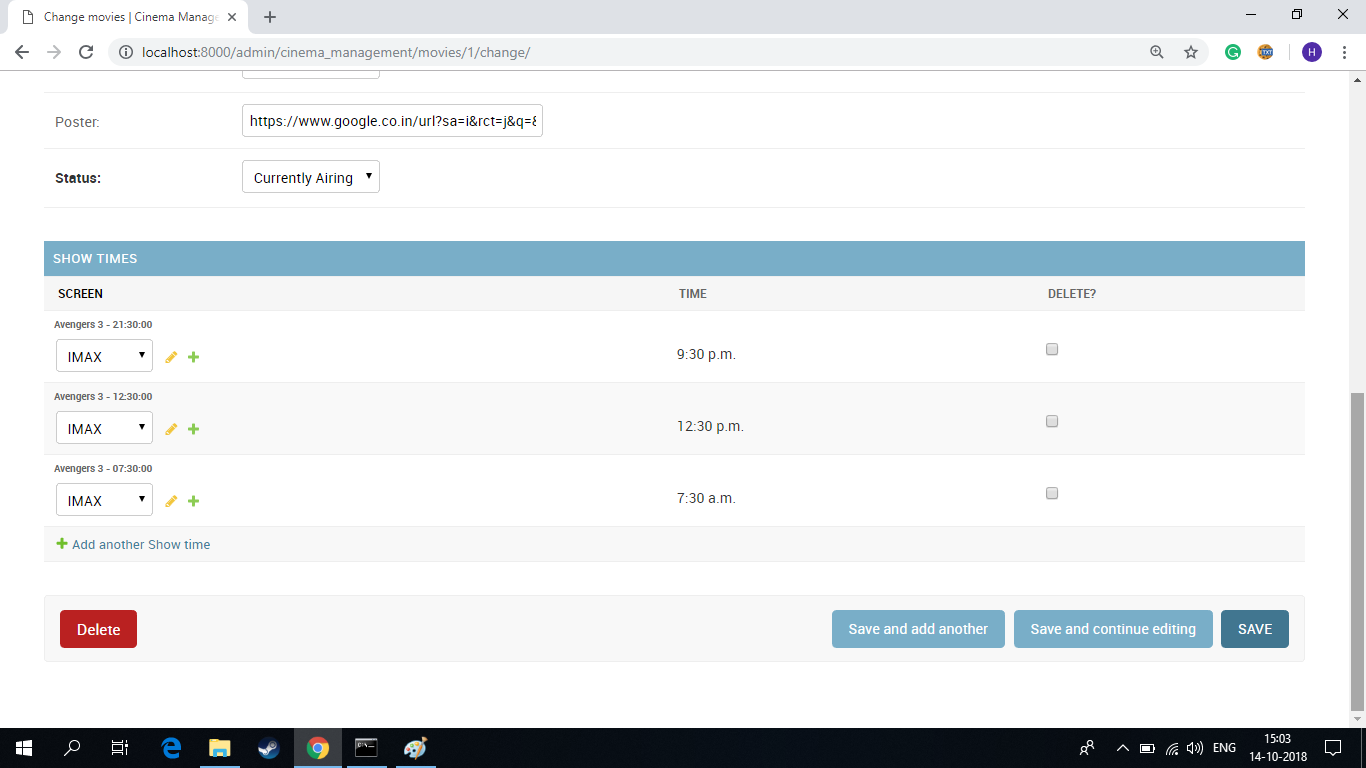 Change movies | Cinema Manage
localhost:8000/admin/cinema_management/movies/1/change/
H
Poster:
https://www.google.co.in/url?sa=i&rct=j&q=&
Status:
Currently Airing
SHOW TIMES
SCREEN TIME DELETE?
Avengers 3 - 21:30:00
IMAX 9:30 p.m.
Avengers 3 - 12:30:00
IMAX 12:30 p.m.
Avengers 3 - 07:30:00
IMAX 7:30 a.m.
Add another Show time
Delete Save and add another Save and continue editing SAVE
ENG
15:03
14-10-2018